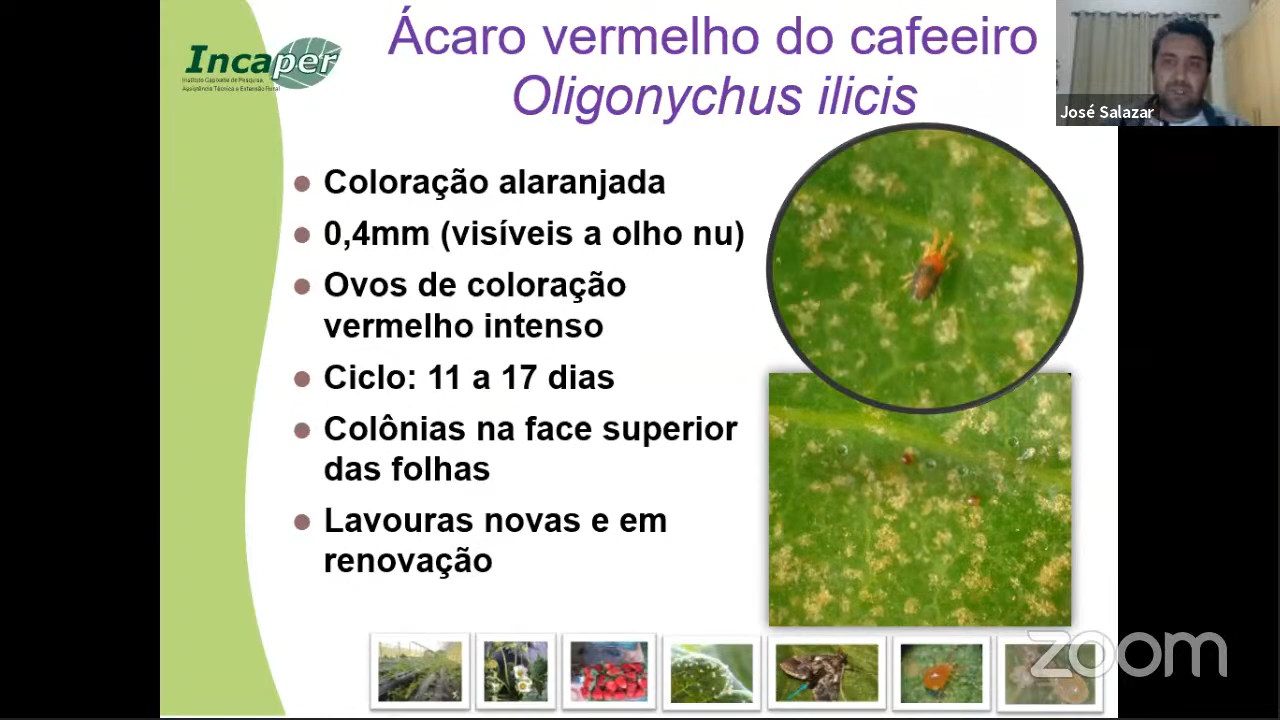 Ácaro vermelho do cafeeiro
Oligonychus ilicis
Incaper
Instituto Capixaba de Pesquisa,
Assistência Técnica e Extensão Rural
José Salazar
Coloração alaranjada
0,4mm (visíveis a olho nu)
Ovos de coloração
vermelho intenso
Ciclo: 11 a 17 dias
Colônias na face superior
das folhas
Lavouras novas e em
renovação
zoom